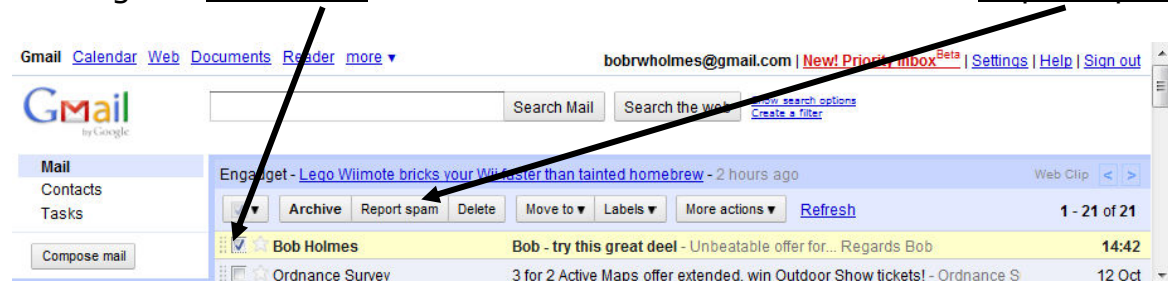 Gmail Calendar Web Documents Reader more ▾
bobrwholmes@gmail.com | New! Priority Inbox Beta | Settings | Help | Sign out
Gmail
by Google
Search Mail Search the web
Show search options
Create a filter
Mail
Contacts
Tasks
Compose mail
Engadget - Lego Wiimote bricks your Wii faster than tainted homebrew - 2 hours ago Web Clip < >
Archive Report spam Delete Move to ▾ Labels ▾ More actions ▾ Refresh 1 - 21 of 21
Bob Holmes Bob - try this great deel - Unbeatable offer for... Regards Bob 14:42
Ordnance Survey 3 for 2 Active Maps offer extended, win Outdoor Show tickets! - Ordnance S 12 Oct